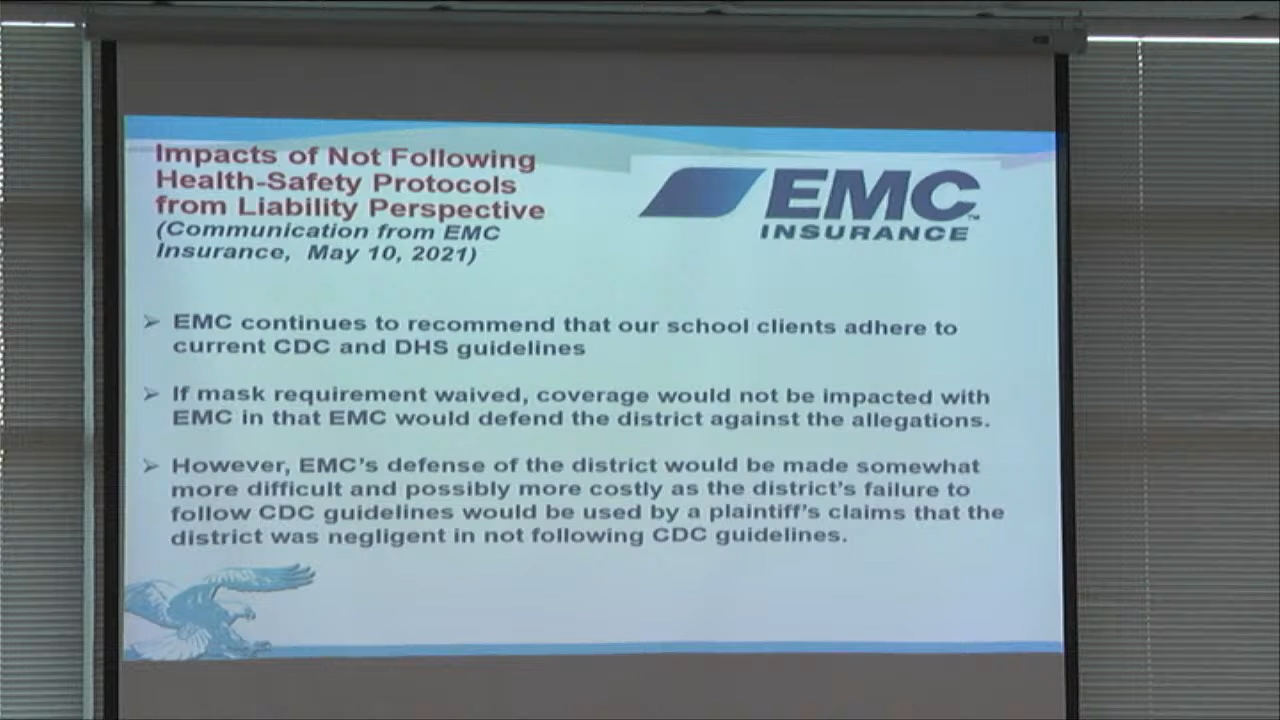 Impacts of Not Following
Health-Safety Protocols
from Liability Perspective
(Communication from EMC
Insurance, May 10, 2021)
EMC™
INSURANCE
➢ EMC continues to recommend that our school clients adhere to
current CDC and DHS guidelines
➢ If mask requirement waived, coverage would not be impacted with
EMC in that EMC would defend the district against the allegations.
➢ However, EMC's defense of the district would be made somewhat
more difficult and possibly more costly as the district's failure to
follow CDC guidelines would be used by a plaintiff's claims that the
district was negligent in not following CDC guidelines.